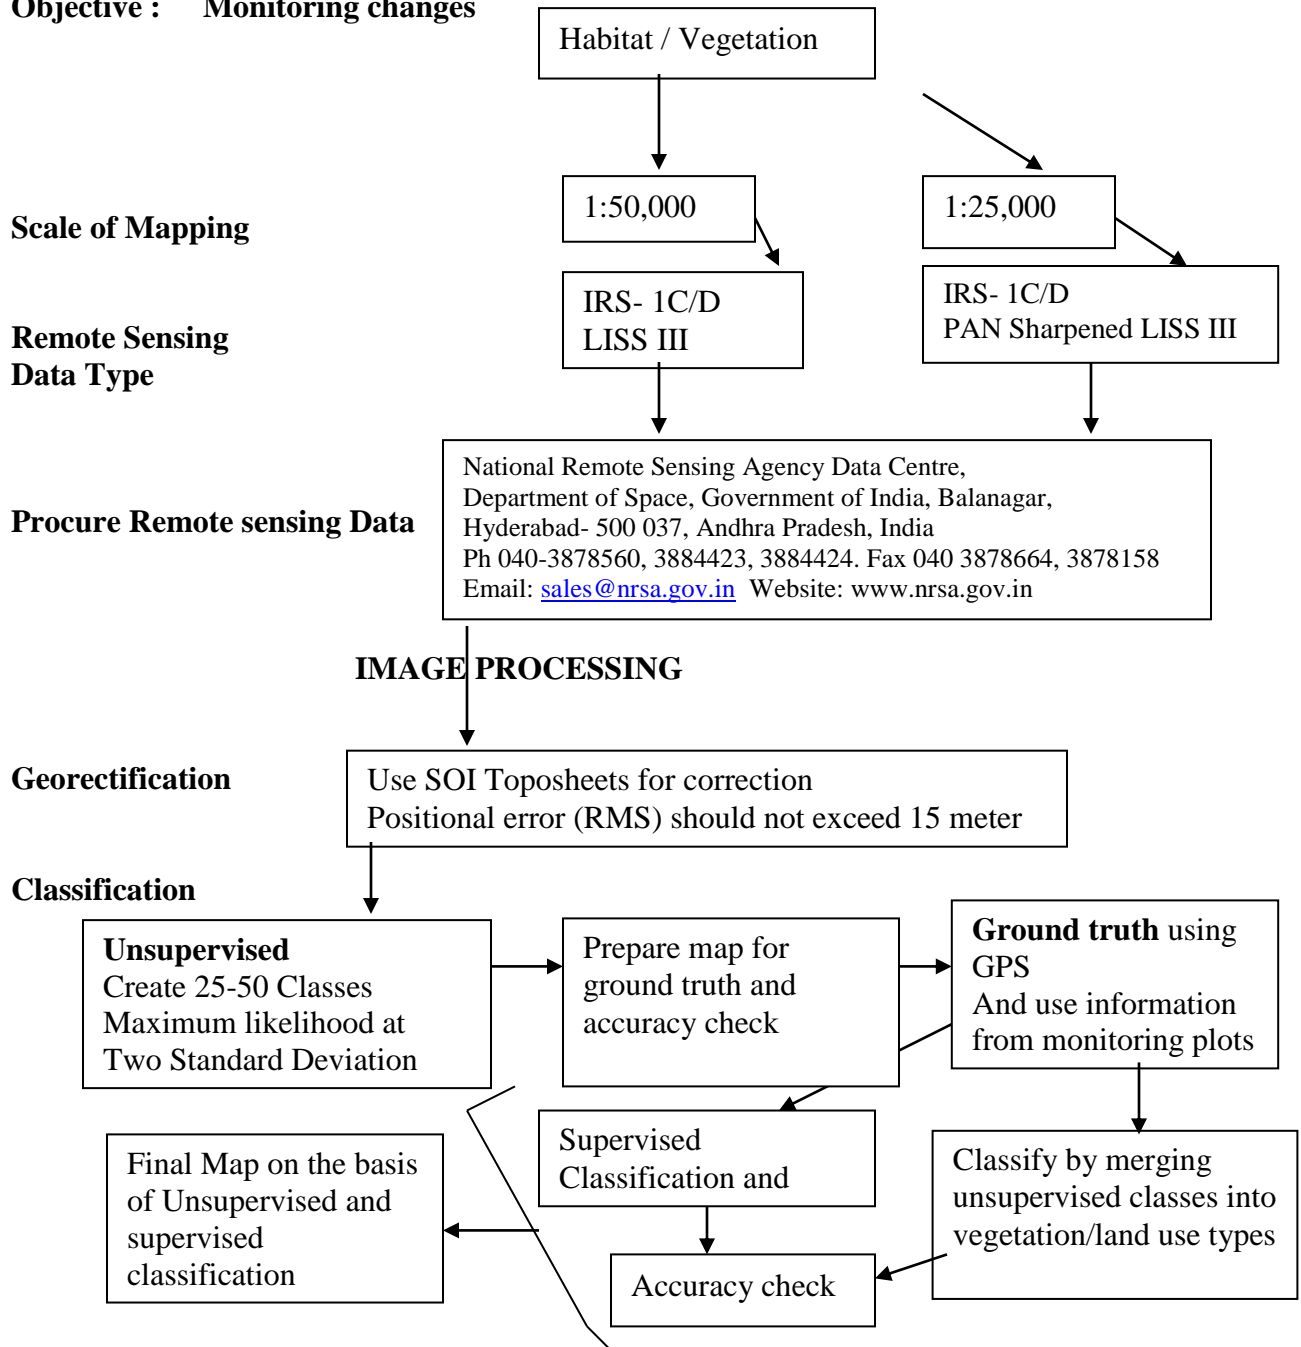 Objective : Monitoring changes
Habitat / Vegetation
Scale of Mapping
1:50,000
1:25,000
Remote Sensing
Data Type
IRS- 1C/D
LISS III
IRS- 1C/D
PAN Sharpened LISS III
Procure Remote sensing Data
National Remote Sensing Agency Data Centre,
Department of Space, Government of India, Balanagar,
Hyderabad- 500 037, Andhra Pradesh, India
Ph 040-3878560, 3884423, 3884424. Fax 040 3878664, 3878158
Email: sales@nrsa.gov.in Website: www.nrsa.gov.in
IMAGE PROCESSING
Georectification
Use SOI Toposheets for correction
Positional error (RMS) should not exceed 15 meter
Classification
Unsupervised
Create 25-50 Classes
Maximum likelihood at
Two Standard Deviation
Prepare map for
ground truth and
accuracy check
Ground truth using
GPS
And use information
from monitoring plots
Final Map on the basis
of Unsupervised and
supervised
classification
Supervised
Classification and
Classify by merging
unsupervised classes into
vegetation/land use types
Accuracy check